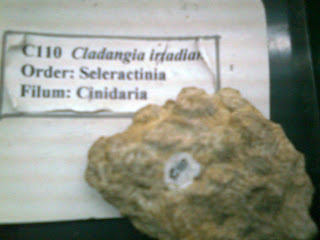 C110 Cladangia
Order: Seleractinia
Filum: Cinidaria